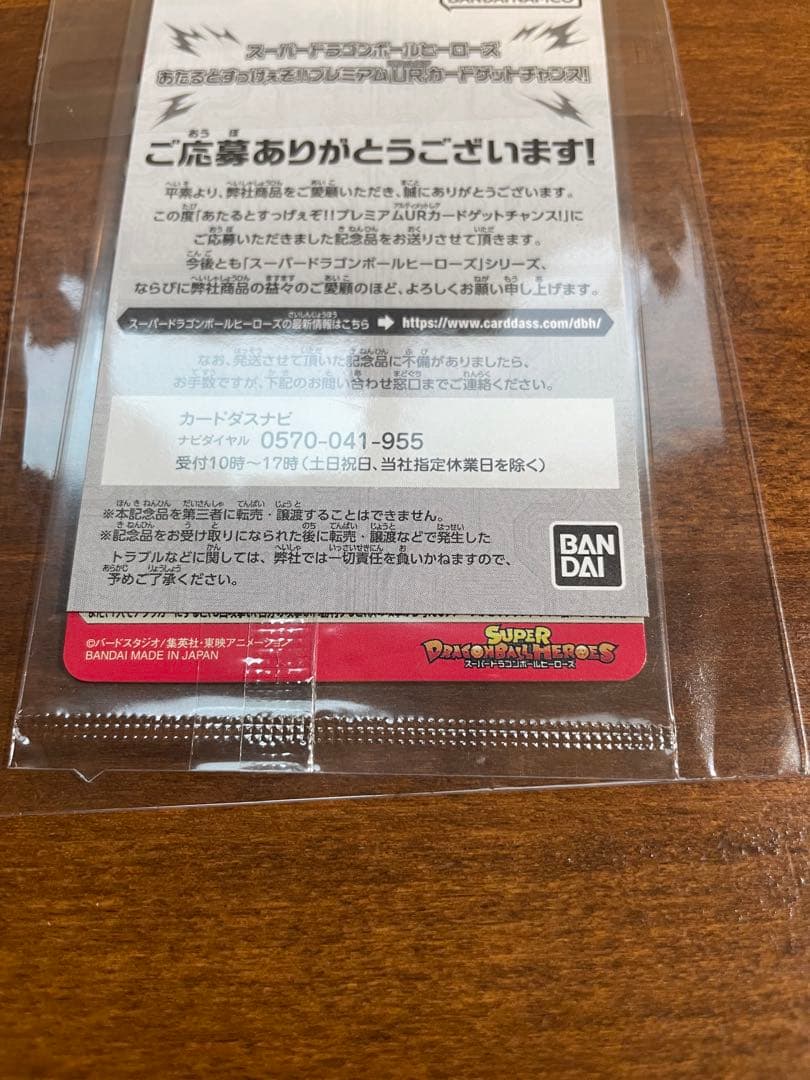 BANDAI NAMCO
スーパードラゴンボールヒーローズ
あたるとすっげぇぞ!!プレミアムURカードゲットチャンス!
ご応募ありがとうございます!
平素より、弊社商品をご愛顧いただき、誠にありがとうございます。
この度「あたるとすっげぇぞ!!プレミアムURカードゲットチャンス!」に
ご応募いただきました記念品をお送りさせて頂きます。
今後とも「スーパードラゴンボールヒーローズ」シリーズ、
ならびに弊社商品の益々のご愛顧のほど、よろしくお願い申し上げます。
スーパードラゴンボールヒーローズの最新情報はこちら ➔ https://www.carddass.com/dbh/
なお、発送させて頂いた記念品に不備がありましたら、
お手数ですが、下記のお問い合わせ窓口までご連絡ください。
カードダスナビ
ナビダイヤル 0570-041-955
受付10時~17時(土日祝日、当社指定休業日を除く)
※本記念品を第三者に転売・譲渡することはできません。
※記念品をお受け取りになられた後に転売・譲渡などで発生した
トラブルなどに関しては、弊社では一切責任を負いかねますので、
予めご了承ください。
BAN
DAI
©バードスタジオ/集英社・東映アニメーション
BANDAI MADE IN JAPAN
SUPER
DRAGONBALL HEROES
スーパードラゴンボールヒーローズ